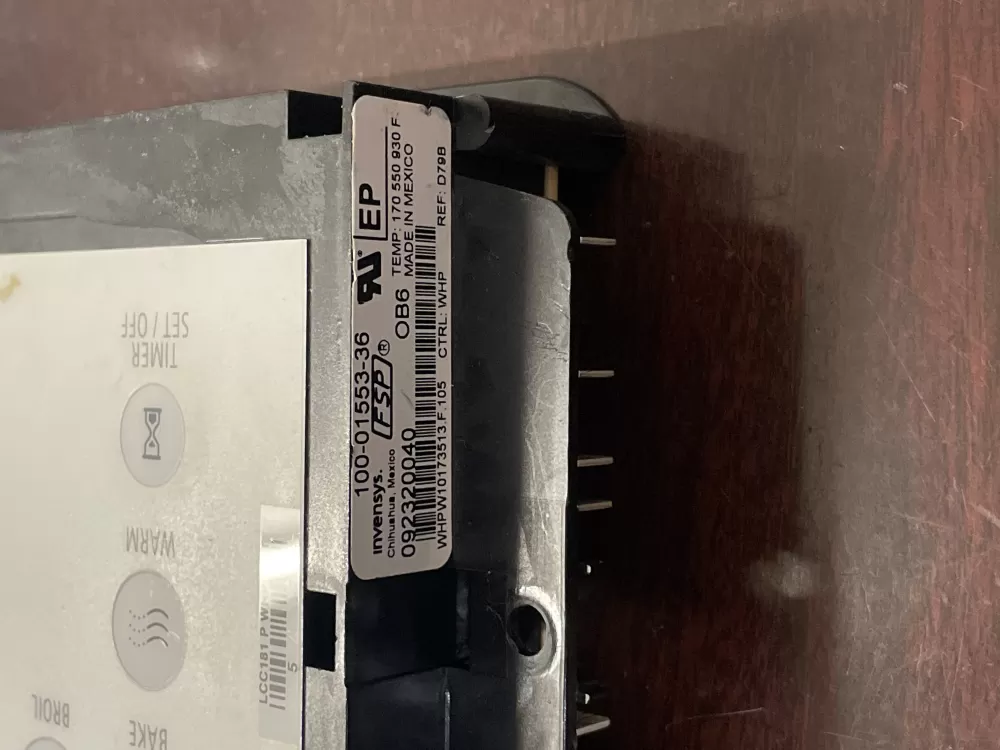 100-01553-36
EP
invensys.
Chihuahua, Mexico
FSP®
TEMP: 170 550 930 F.
OB6 MADE IN MEXICO
092320040
WHPW10173513.F.105 CTRL: WHP REF: D79B
TIMER
SET / OFF
WARM
BROIL
BAKE
LCC181 P W
5